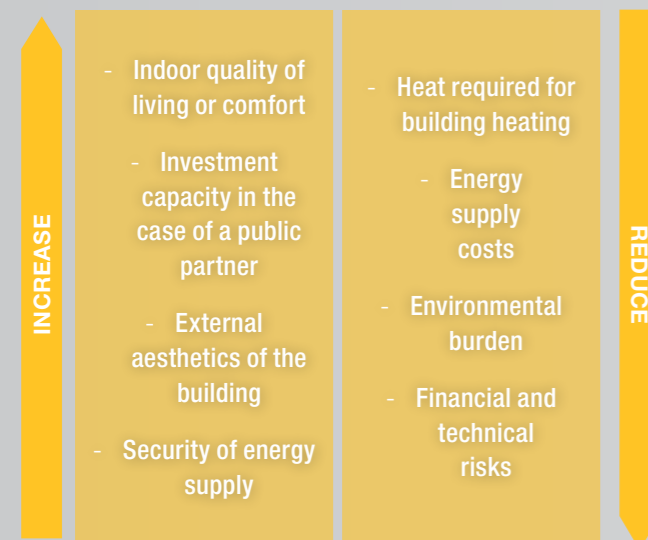 INCREASE
- Indoor quality of
living or comfort
- Investment
capacity in the
case of a public
partner
- External
aesthetics of the
building
- Security of energy
supply
- Heat required for
building heating
- Energy
supply
costs
- Environmental
burden
- Financial and
technical
risks
REDUCE